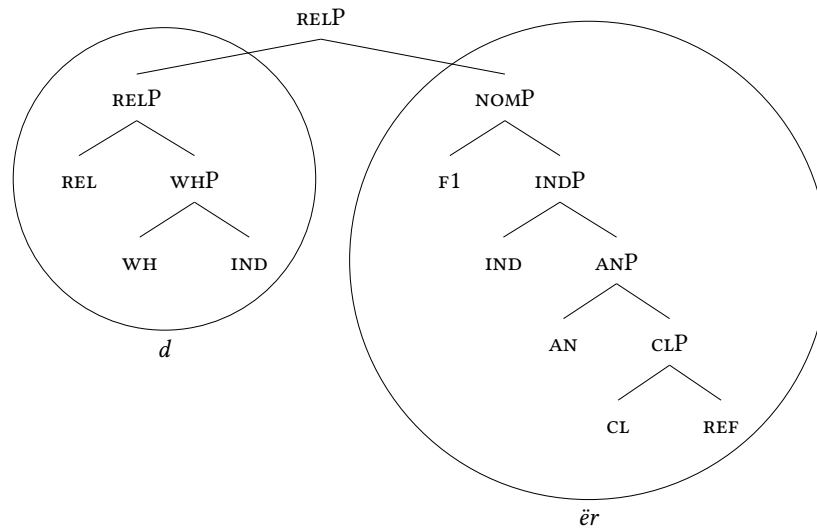 RELP
RELP NOMP
REL WHP F1 INDP
WH IND IND ANP
d AN CLP
CL REF
ër